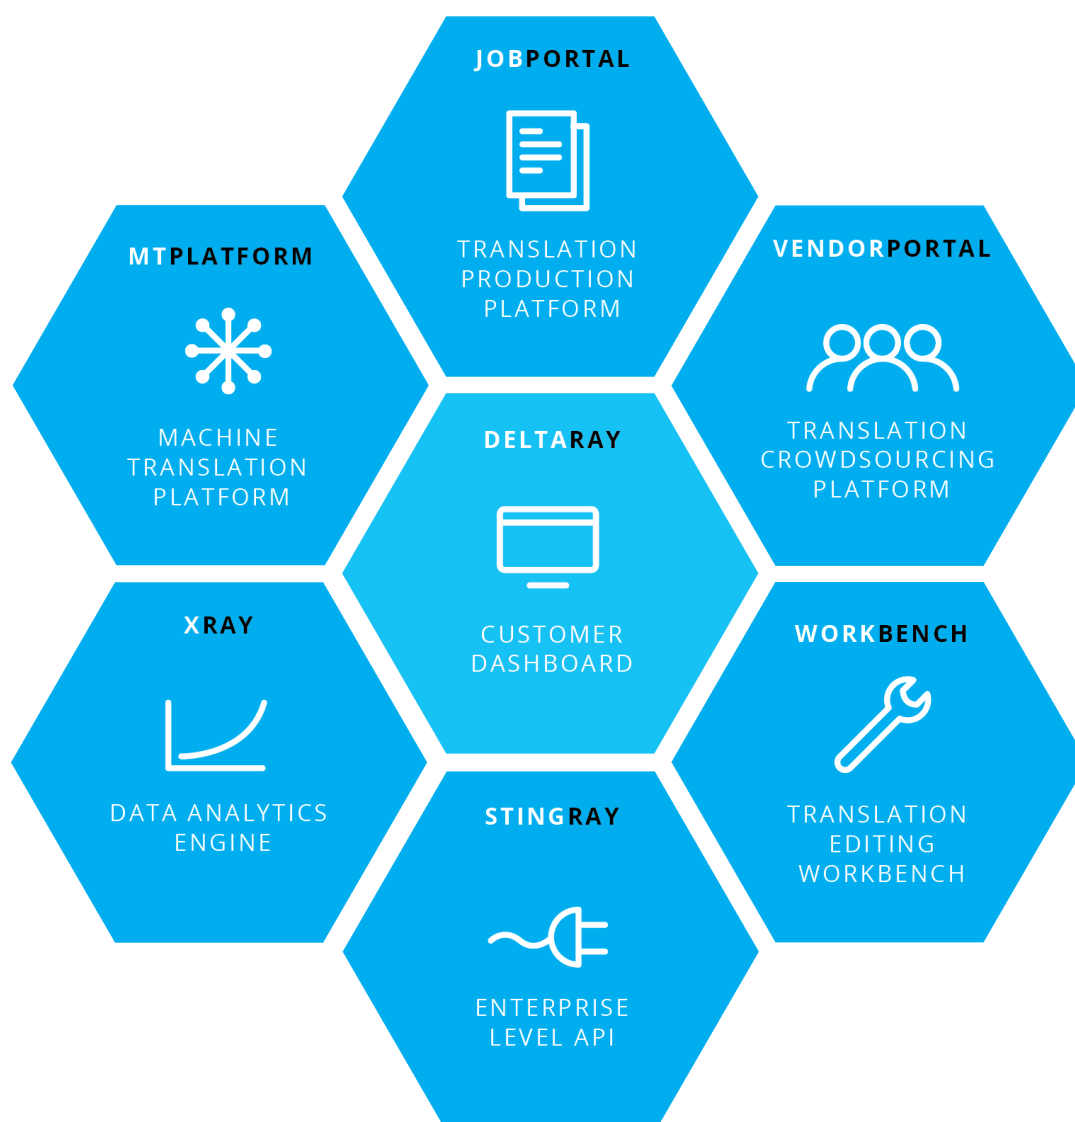 JOBPORTAL
TRANSLATION
PRODUCTION
PLATFORM
MTPLATFORM
MACHINE
TRANSLATION
PLATFORM
VENDORPORTAL
TRANSLATION
CROWDSOURCING
PLATFORM
DELTARAY
CUSTOMER
DASHBOARD
XRAY
DATA ANALYTICS
ENGINE
WORKBENCH
TRANSLATION
EDITING
WORKBENCH
STINGRAY
ENTERPRISE
LEVEL API